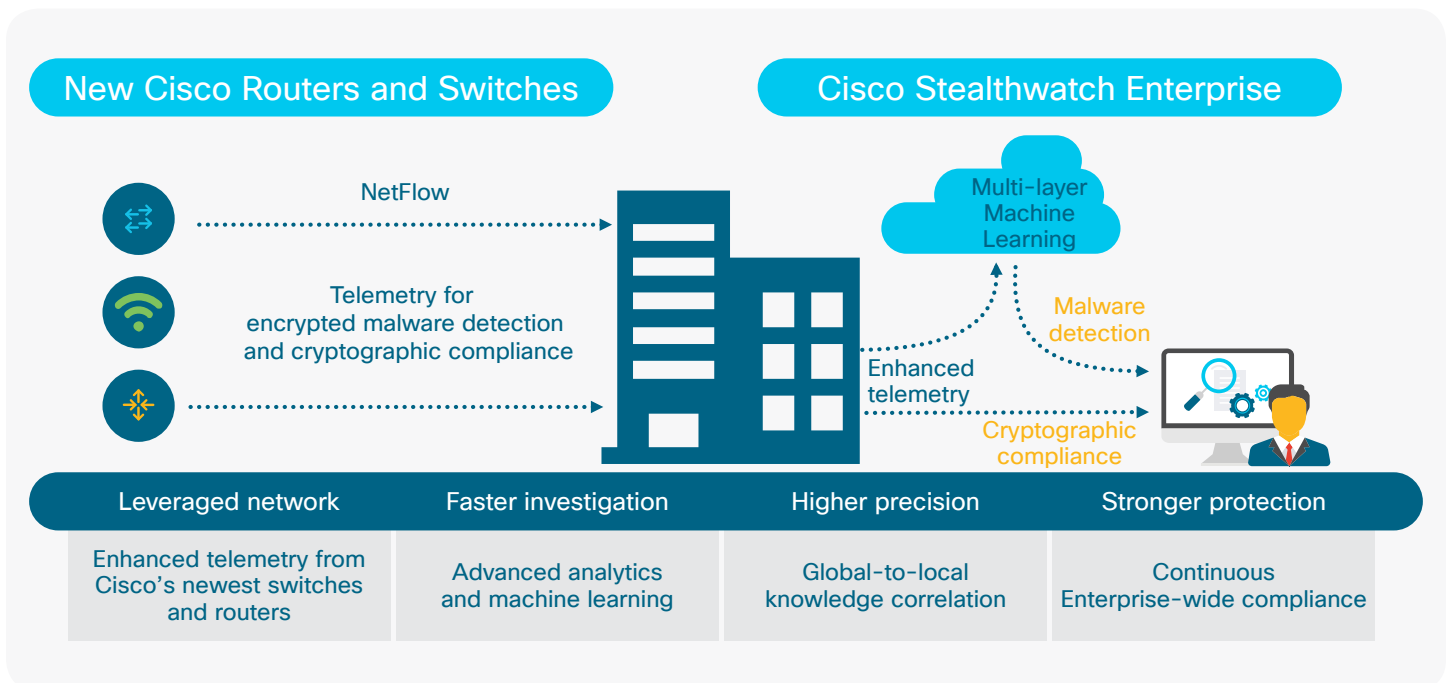 New Cisco Routers and Switches
Cisco Stealthwatch Enterprise
NetFlow
Telemetry for
encrypted malware detection
and cryptographic compliance
Multi-layer
Machine
Learning
Malware
detection
Enhanced
telemetry
Cryptographic
compliance
Leveraged network
Faster investigation
Higher precision
Stronger protection
Enhanced telemetry from
Cisco's newest switches
and routers
Advanced analytics
and machine learning
Global-to-local
knowledge correlation
Continuous
Enterprise-wide compliance